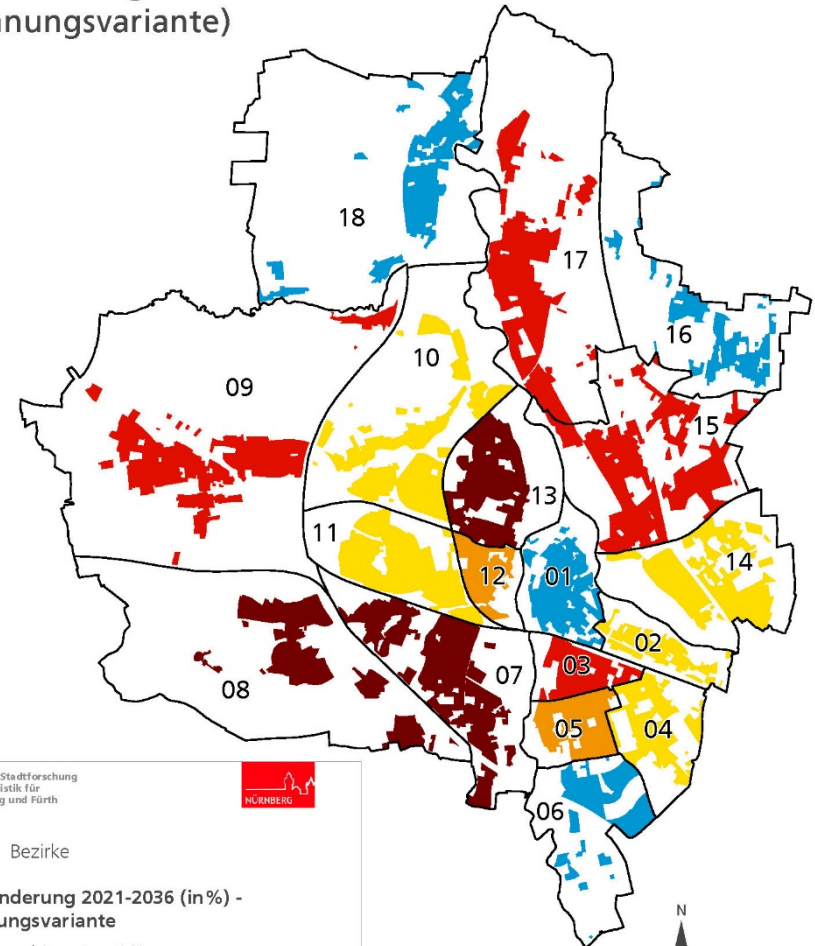 nungsvariante)
18
17
16
10
09
15
13
11
14
12
01
02
03
07
08
05
04
06
Stadtforschung
istik für
g und Fürth
NÜRNBERG
Bezirke
nderung 2021-2036 (in%) -
ungsvariante
N